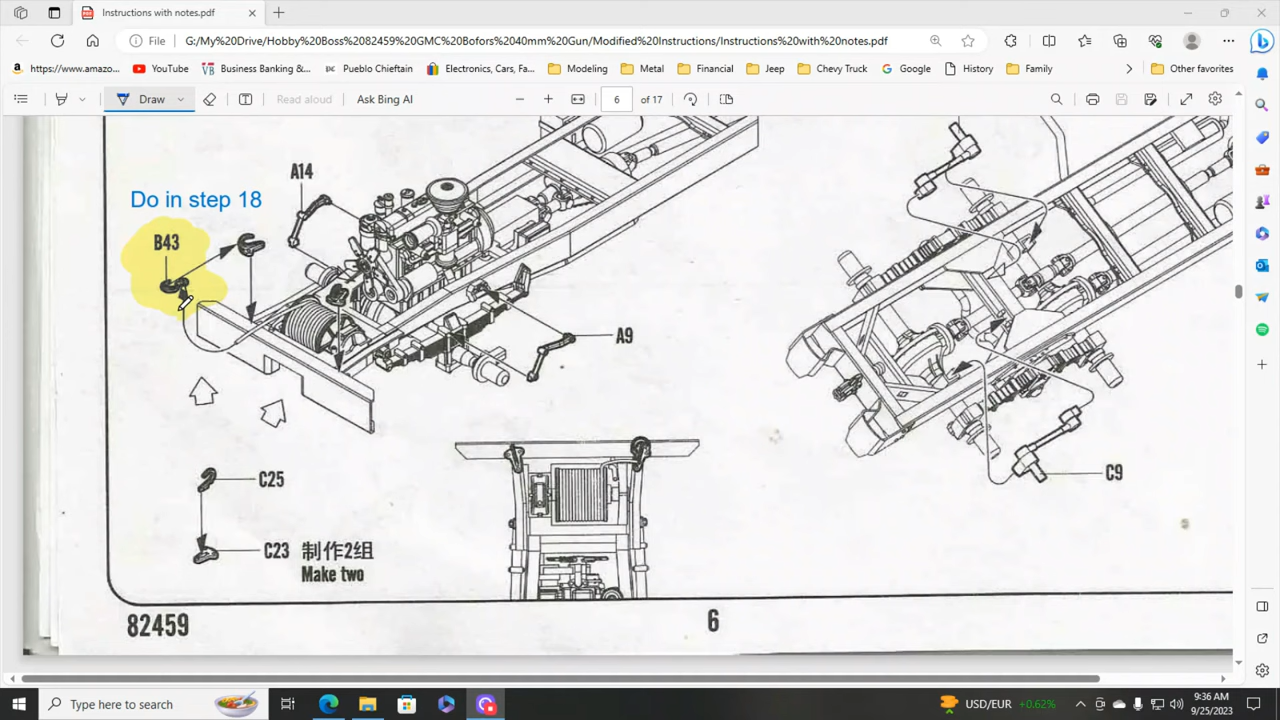 Instructions with notes.pdf
File
G:/My%20Drive/Hobby%20Boss%2082459%20GMC%20Bofors%2040mm%20Gun/Modified%20Instructions/Instructions%20with%20notes.pdf
https://www.amazo...
YouTube
VB
Business Banking &...
PC
Pueblo Chieftain
Electronics, Cars, Fa...
Modeling
Metal
Financial
Jeep
Chevy Truck
Google
History
Family
Other favorites
Draw
Read aloud
Ask Bing AI
6
of 17
A14
Do in step 18
B43
A9
C25
C9
C23 制作2组
Make two
82459
6
Type here to search
USD/EUR +0.62%
9:36 AM
9/25/2023